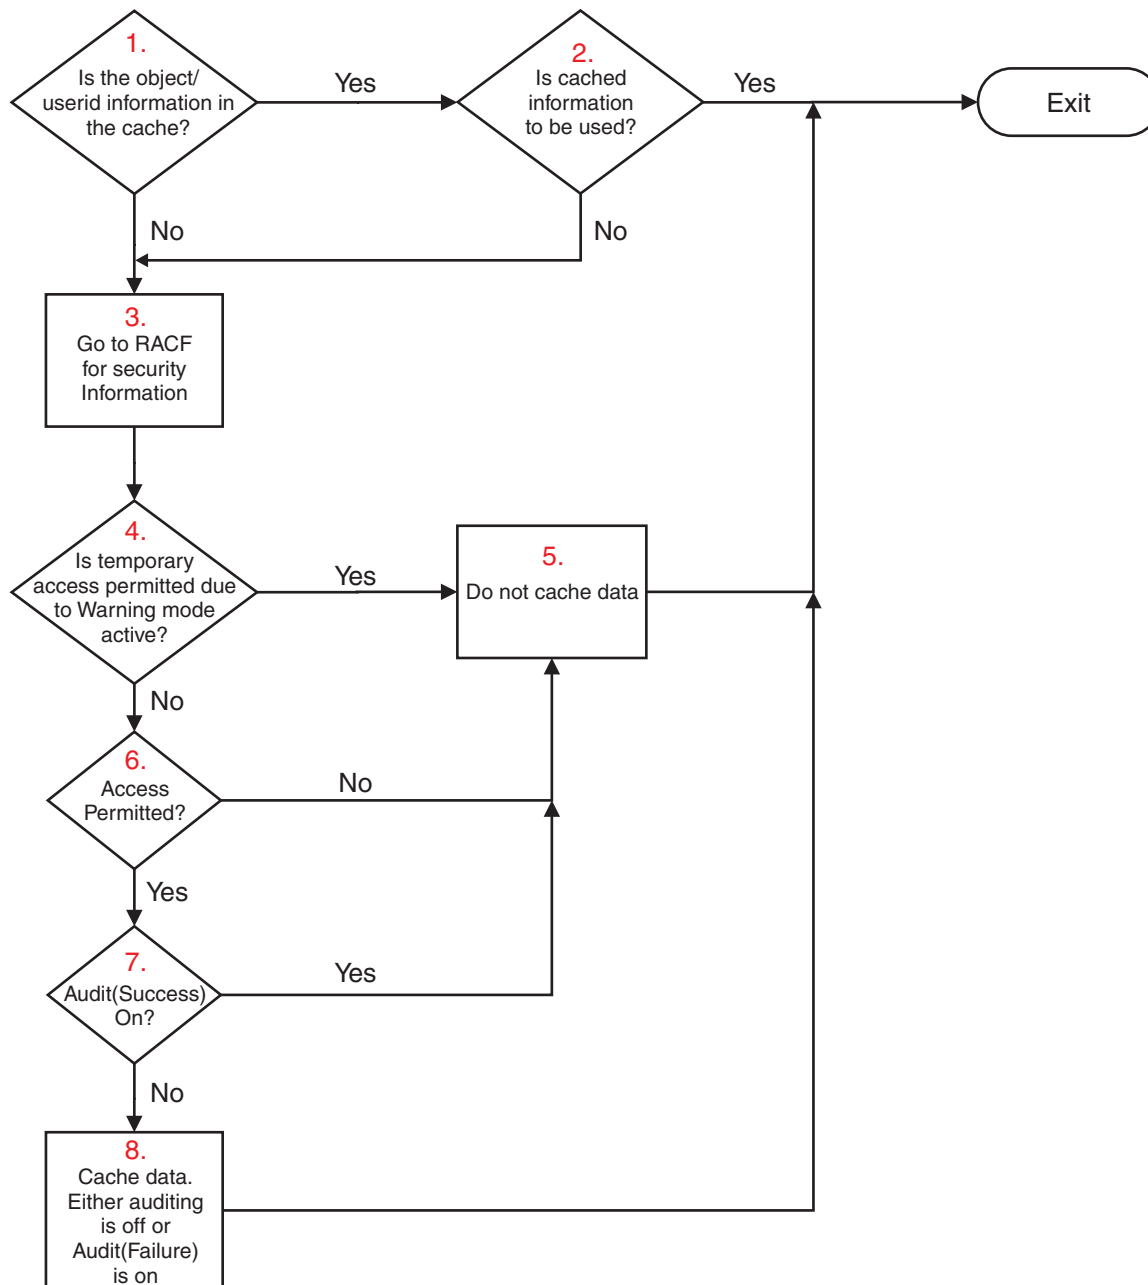 1.
Is the object/
userid information in
the cache?
Yes
2.
Is cached
information
to be used?
Yes
Exit
No
No
3.
Go to RACF
for security
Information
4.
Is temporary
access permitted due
to Warning mode
active?
Yes
5.
Do not cache data
No
6.
Access
Permitted?
No
Yes
7.
Audit(Success)
On?
Yes
No
8.
Cache data.
Either auditing
is off or
Audit(Failure)
is on